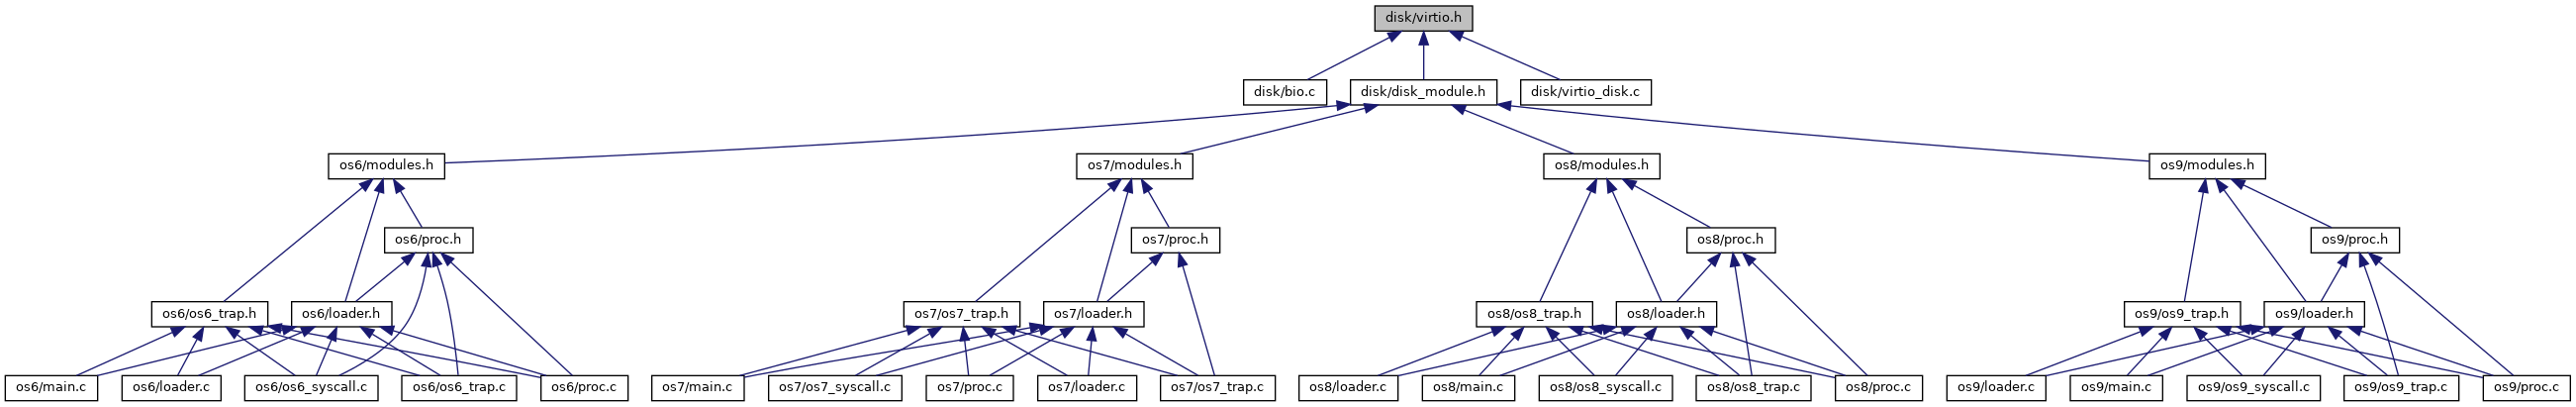 disk/virtio.h
disk/bio.c
disk/disk_module.h
disk/virtio_disk.c
os6/modules.h
os7/modules.h
os8/modules.h
os9/modules.h
os6/proc.h
os7/proc.h
os8/proc.h
os9/proc.h
os6/os6_trap.h
os6/loader.h
os7/os7_trap.h
os7/loader.h
os8/os8_trap.h
os8/loader.h
os9/os9_trap.h
os9/loader.h
os6/main.c
os6/loader.c
os6/os6_syscall.c
os6/os6_trap.c
os6/proc.c
os7/main.c
os7/os7_syscall.c
os7/proc.c
os7/loader.c
os7/os7_trap.c
os8/loader.c
os8/main.c
os8/os8_syscall.c
os8/os8_trap.c
os8/proc.c
os9/loader.c
os9/main.c
os9/os9_syscall.c
os9/os9_trap.c
os9/proc.c